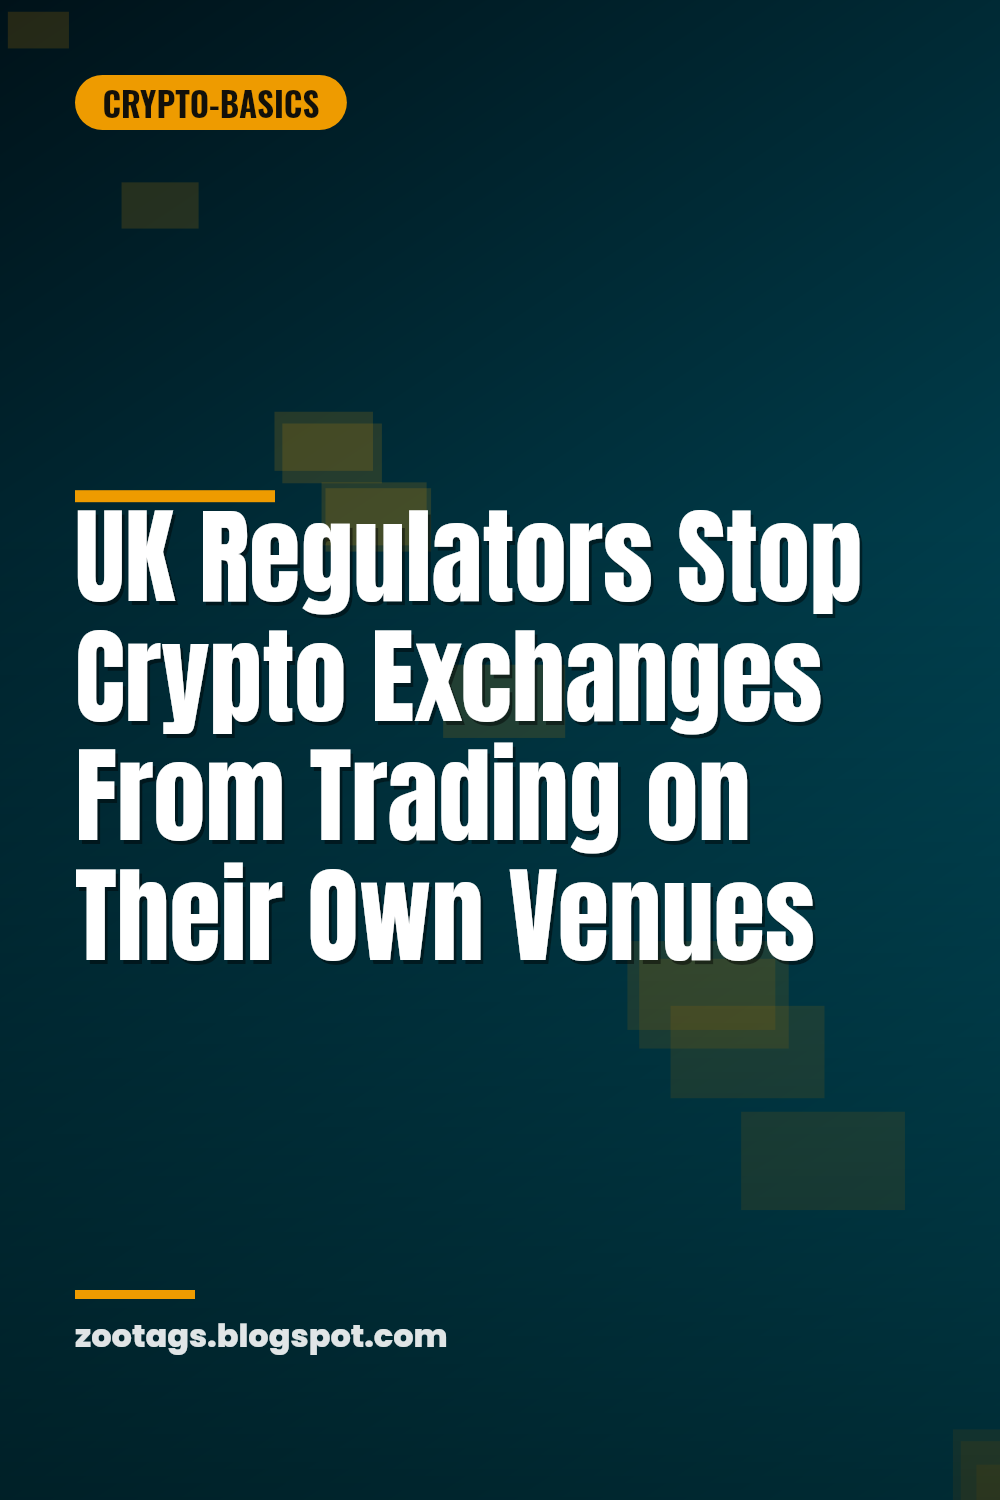 CRYPTO-BASICS
UK Regulators Stop
Crypto Exchanges
From Trading on
Their Own Venues
zootags.blogspot.com